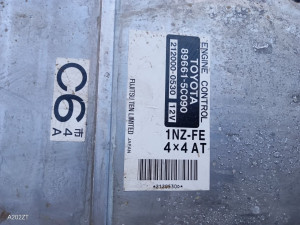 C6
4市
A
ENGINE CONTROL
TOYOTA
89661-5C090
212000-0530 12V
FUJITSU TEN LIMITED JAPAN
1NZ-FE
4×4 AT